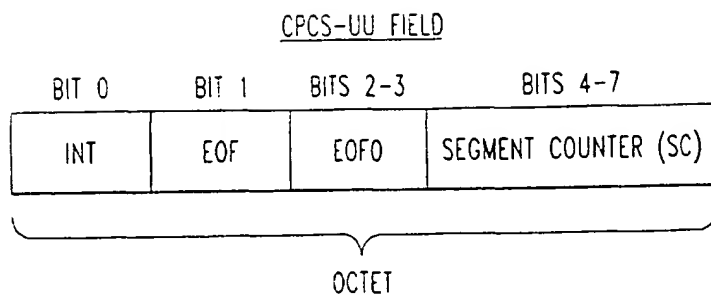 CPCS-UU FIELD
BIT 0 BIT 1 BITS 2-3 BITS 4-7
INT EOF EOFO SEGMENT COUNTER (SC)
OCTET